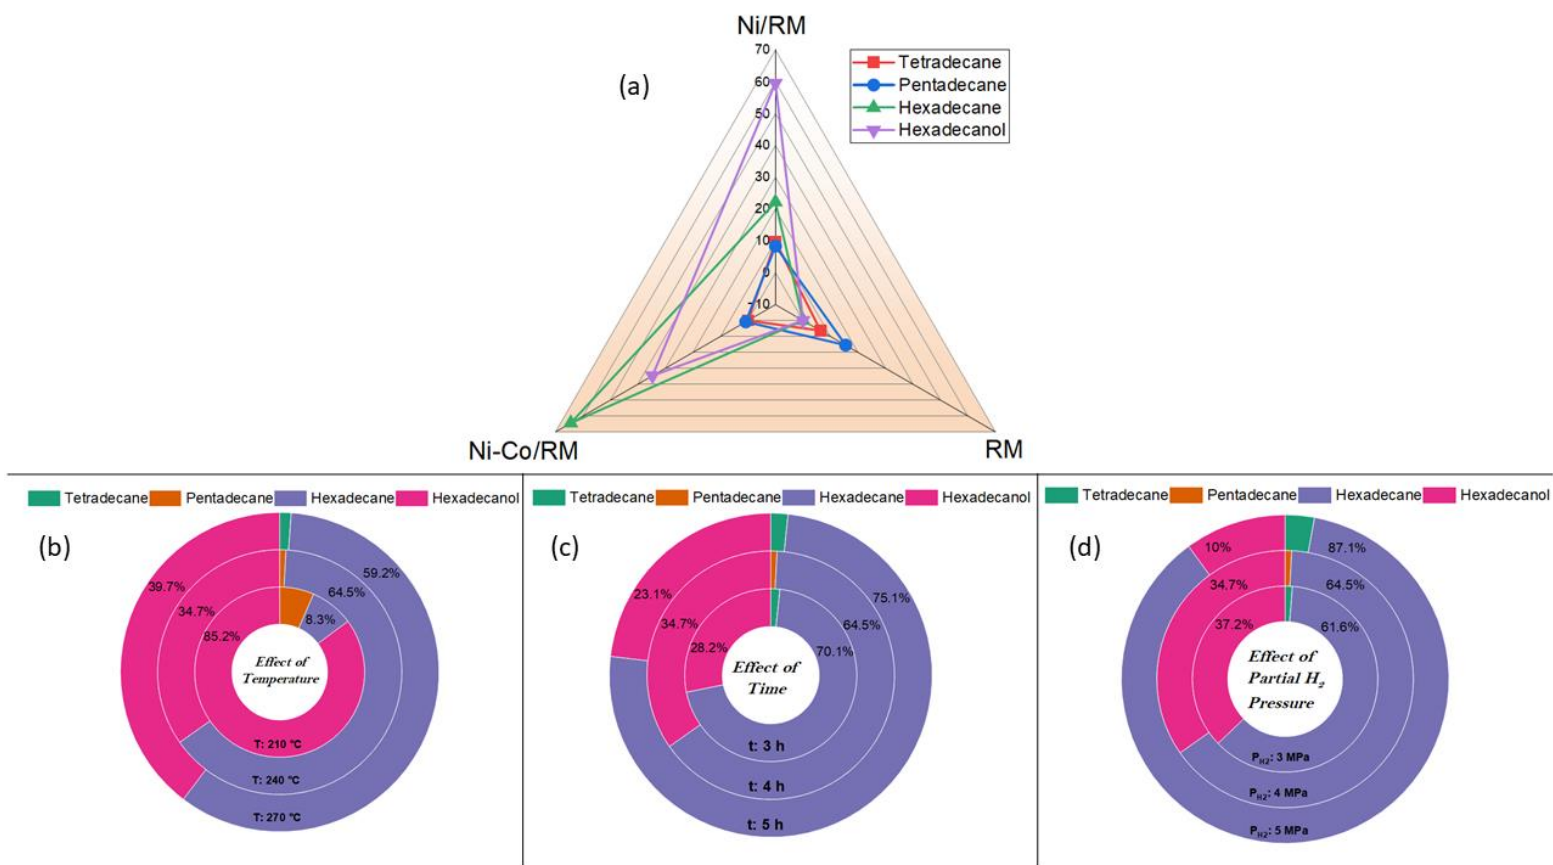 Ni/RM
(a)
Tetradecane
Pentadecane
Hexadecane
Hexadecanol
70
60
50
40
30
20
10
0
-10
Ni-Co/RM
RM
Tetradecane Pentadecane Hexadecane Hexadecanol
(b)
59.2%
39.7%
64.5%
34.7%
8.3%
85.2%
Effect of
Temperature
T: 210 °C
T: 240 °C
T: 270 °C
Tetradecane Pentadecane Hexadecane Hexadecanol
(c)
23.1%
75.1%
34.7%
64.5%
28.2%
70.1%
Effect of
Time
t: 3 h
t: 4 h
t: 5 h
Tetradecane Pentadecane Hexadecane Hexadecanol
(d)
10%
87.1%
34.7%
64.5%
37.2%
61.6%
Effect of
Partial H2
Pressure
PH2: 3 MPa
PH2: 4 MPa
PH2: 5 MPa